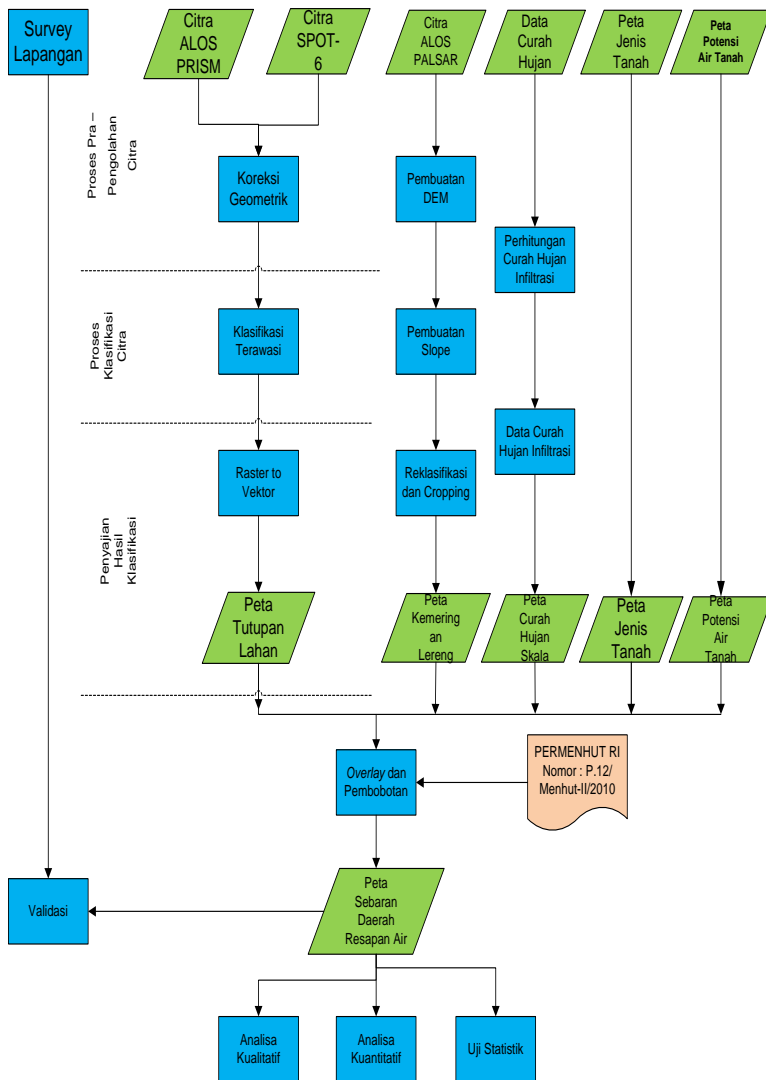 Survey
Lapangan
Citra
ALOS
PRISM
Citra
SPOT-
6
Citra
ALOS
PALSAR
Data
Curah
Hujan
Peta
Jenis
Tanah
Peta
Potensi
Air Tanah
Proses Pra –
Pengolahan
Citra
Koreksi
Geometrik
Pembuatan
DEM
Perhitungan
Curah Hujan
Infiltrasi
Proses
Klasifikasi
Citra
Klasifikasi
Terawasi
Pembuatan
Slope
Data Curah
Hujan Infiltrasi
Penyajian
Hasil
Klasifikasi
Raster to
Vektor
Reklasifikasi
dan Cropping
Peta
Tutupan
Lahan
Peta
Kemering
an
Lereng
Peta
Curah
Hujan
Skala
Peta
Jenis
Tanah
Peta
Potensi
Air
Tanah
Overlay dan
Pembobotan
PERMENHUT RI
Nomor : P.12/
Menhut-II/2010
Validasi
Peta
Sebaran
Daerah
Resapan Air
Analisa
Kualitatif
Analisa
Kuantitatif
Uji Statistik